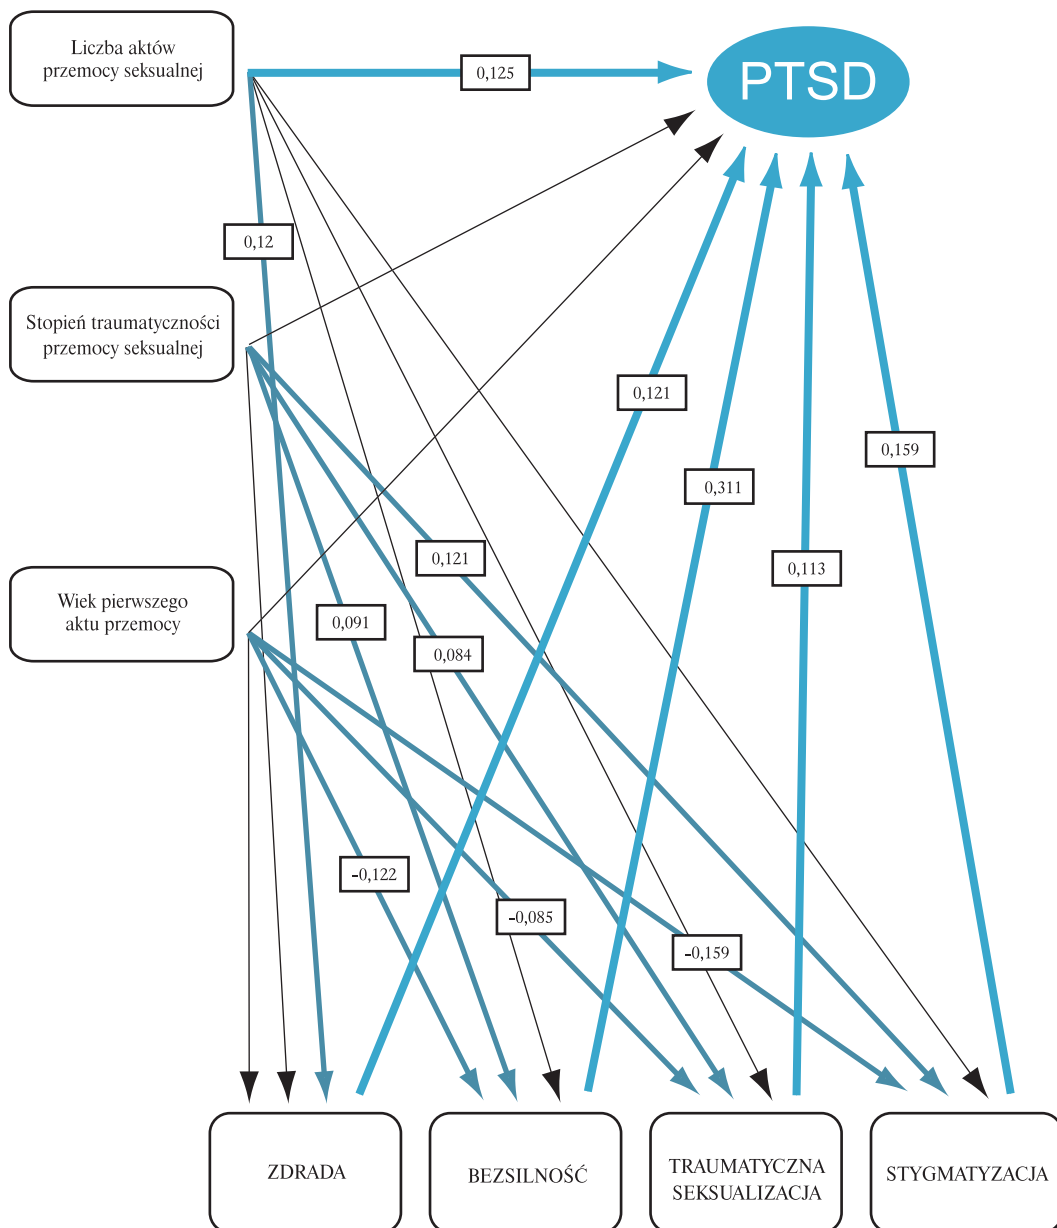 Liczba aktów
przemocy seksualnej
0,125
PTSD
0,12
Stopień traumatyczności
przemocy seksualnej
0,121
0,159
0,311
0,121
0,113
Wiek pierwszego
aktu przemocy
0,091
0,084
-0,122
-0,085
-0,159
ZDRADA
BEZSILNOŚĆ
TRAUMATYCZNA
SEKSUALIZACJA
STYGMATYZACJA